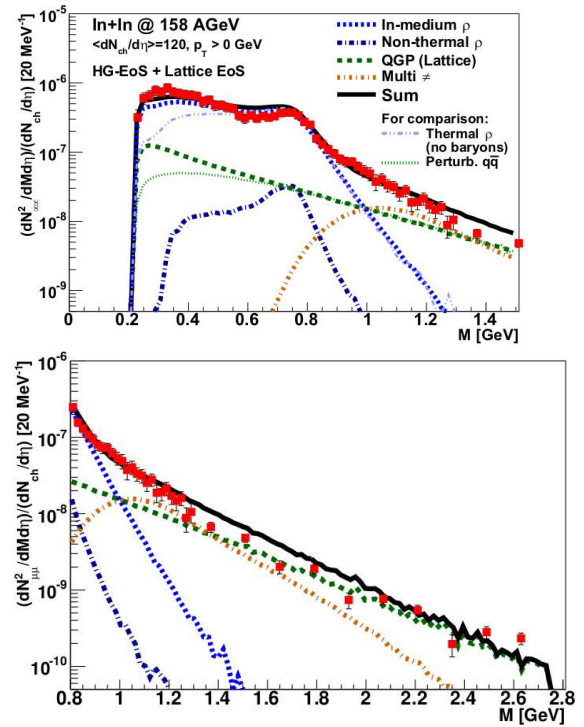 In+In @ 158 AGeV
<dN_ch/dη>=120, p_T > 0 GeV
HG-EoS + Lattice EoS
In-medium ρ
Non-thermal ρ
QGP (Lattice)
Multi ≠
Sum
For comparison:
Thermal ρ
(no baryons)
Perturb. qq̅
10^-5
10^-6
10^-7
10^-8
10^-9
0 0.2 0.4 0.6 0.8 1 1.2 1.4
M [GeV]
/dMdη)/(dN_ch/dη) [20 MeV^-1]
10^-6
10^-7
10^-8
10^-9
10^-10
0.8 1 1.2 1.4 1.6 1.8 2 2.2 2.4 2.6 2.8
M [GeV]
(dN^2_μμ /dMdη)/(dN_ch /dη) [20 MeV^-1]